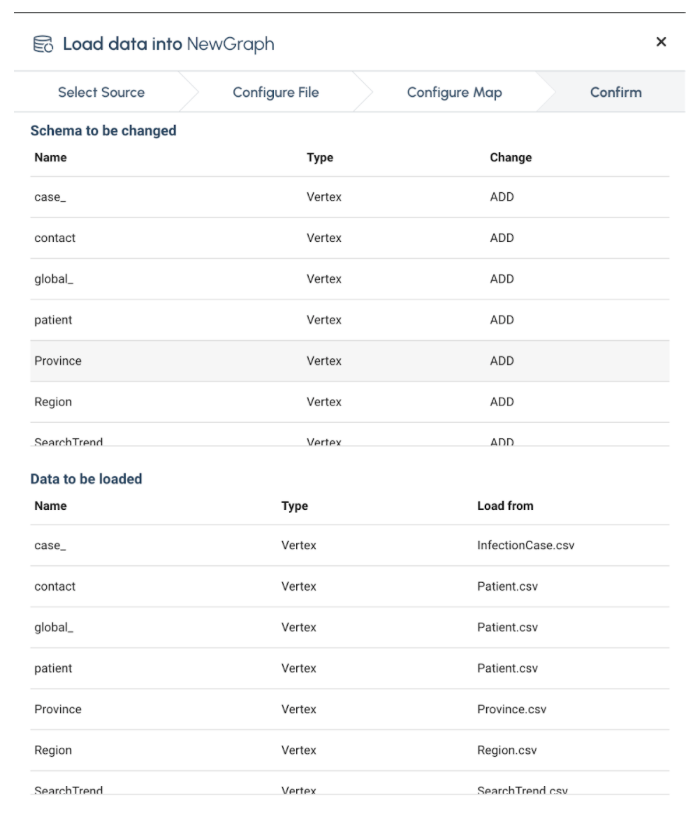 Load data into NewGraph
Select Source Configure File Configure Map Confirm
Schema to be changed
Name Type Change
case_ Vertex ADD
contact Vertex ADD
global_ Vertex ADD
patient Vertex ADD
Province Vertex ADD
Region Vertex ADD
SearchTrend Vertex ADD
Data to be loaded
Name Type Load from
case_ Vertex InfectionCase.csv
contact Vertex Patient.csv
global_ Vertex Patient.csv
patient Vertex Patient.csv
Province Vertex Province.csv
Region Vertex Region.csv
SearchTrend Vertex SearchTrend.csv